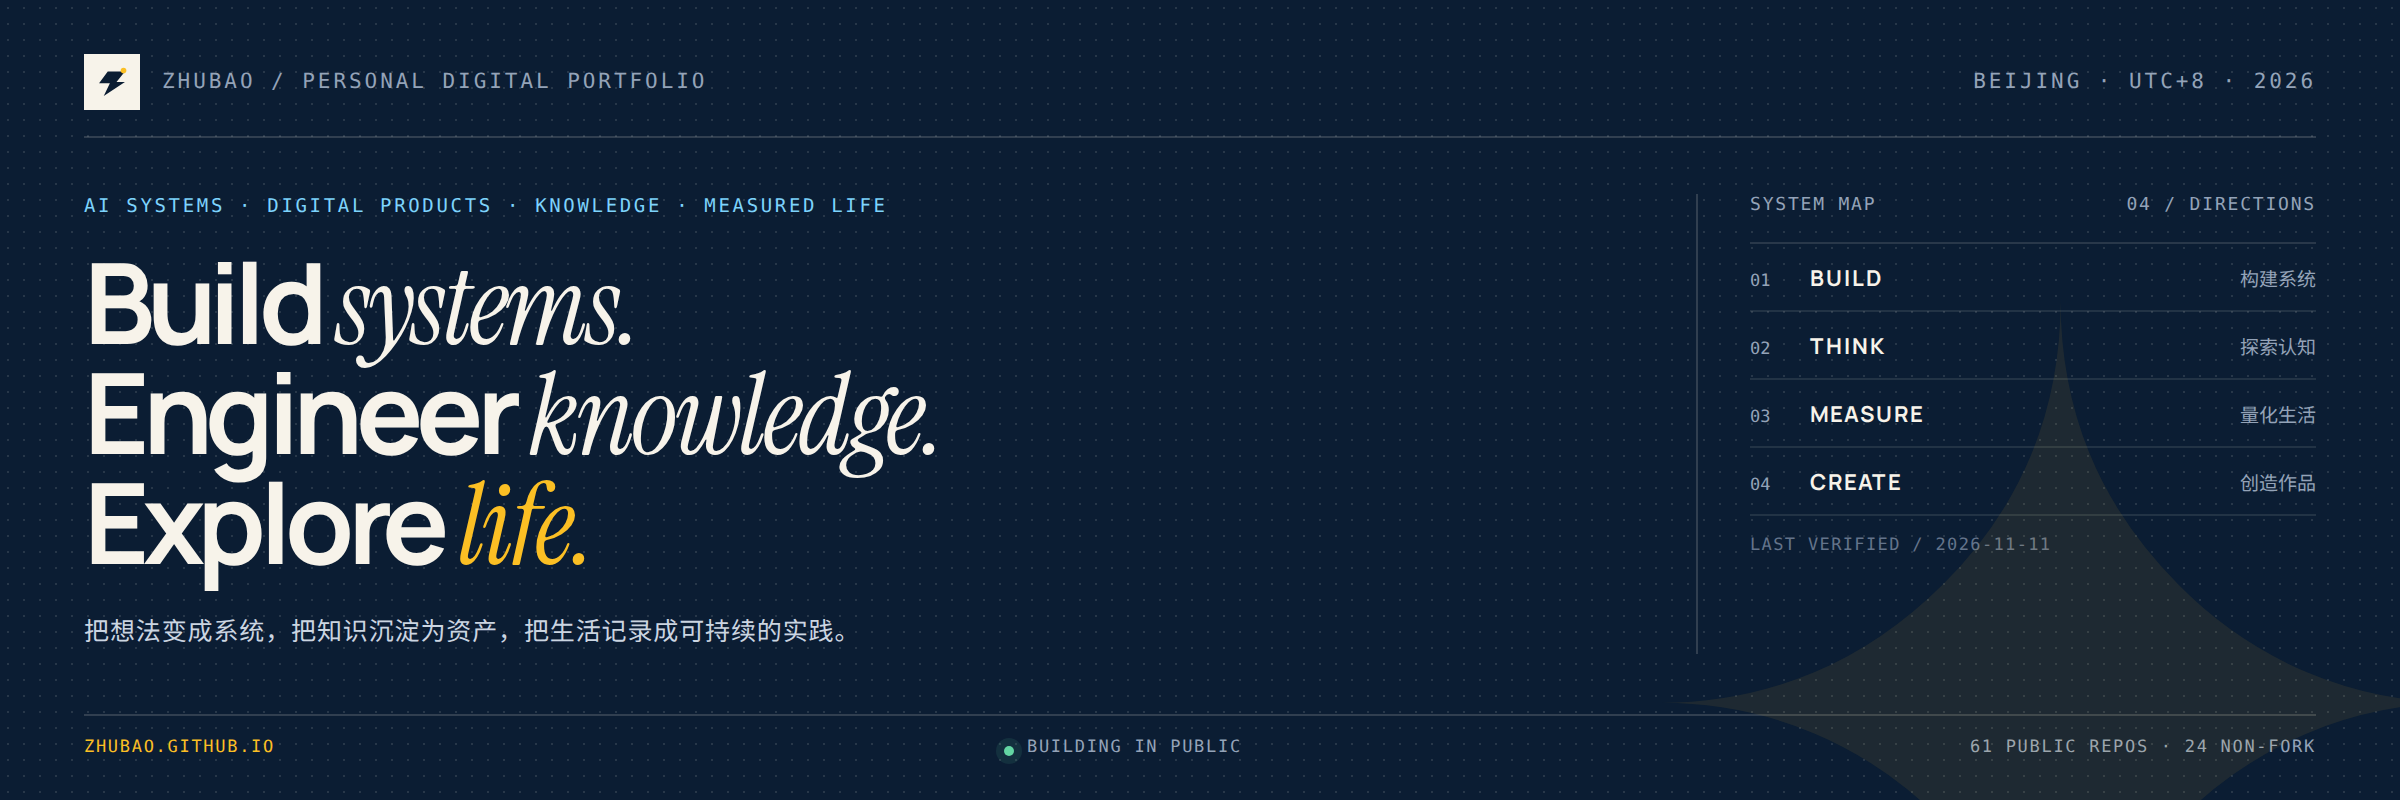 ZHUBAO / PERSONAL DIGITAL PORTFOLIO
BEIJING · UTC+8 · 2026
AI SYSTEMS · DIGITAL PRODUCTS · KNOWLEDGE · MEASURED LIFE
Build systems.
Engineer knowledge.
Explore life.
把想法变成系统，把知识沉淀为资产，把生活记录成可持续的实践。
SYSTEM MAP 04 / DIRECTIONS
01 BUILD 构建系统
02 THINK 探索认知
03 MEASURE 量化生活
04 CREATE 创造作品
LAST VERIFIED / 2026-11-11
ZHUBAO.GITHUB.IO
BUILDING IN PUBLIC
61 PUBLIC REPOS · 24 NON-FORK